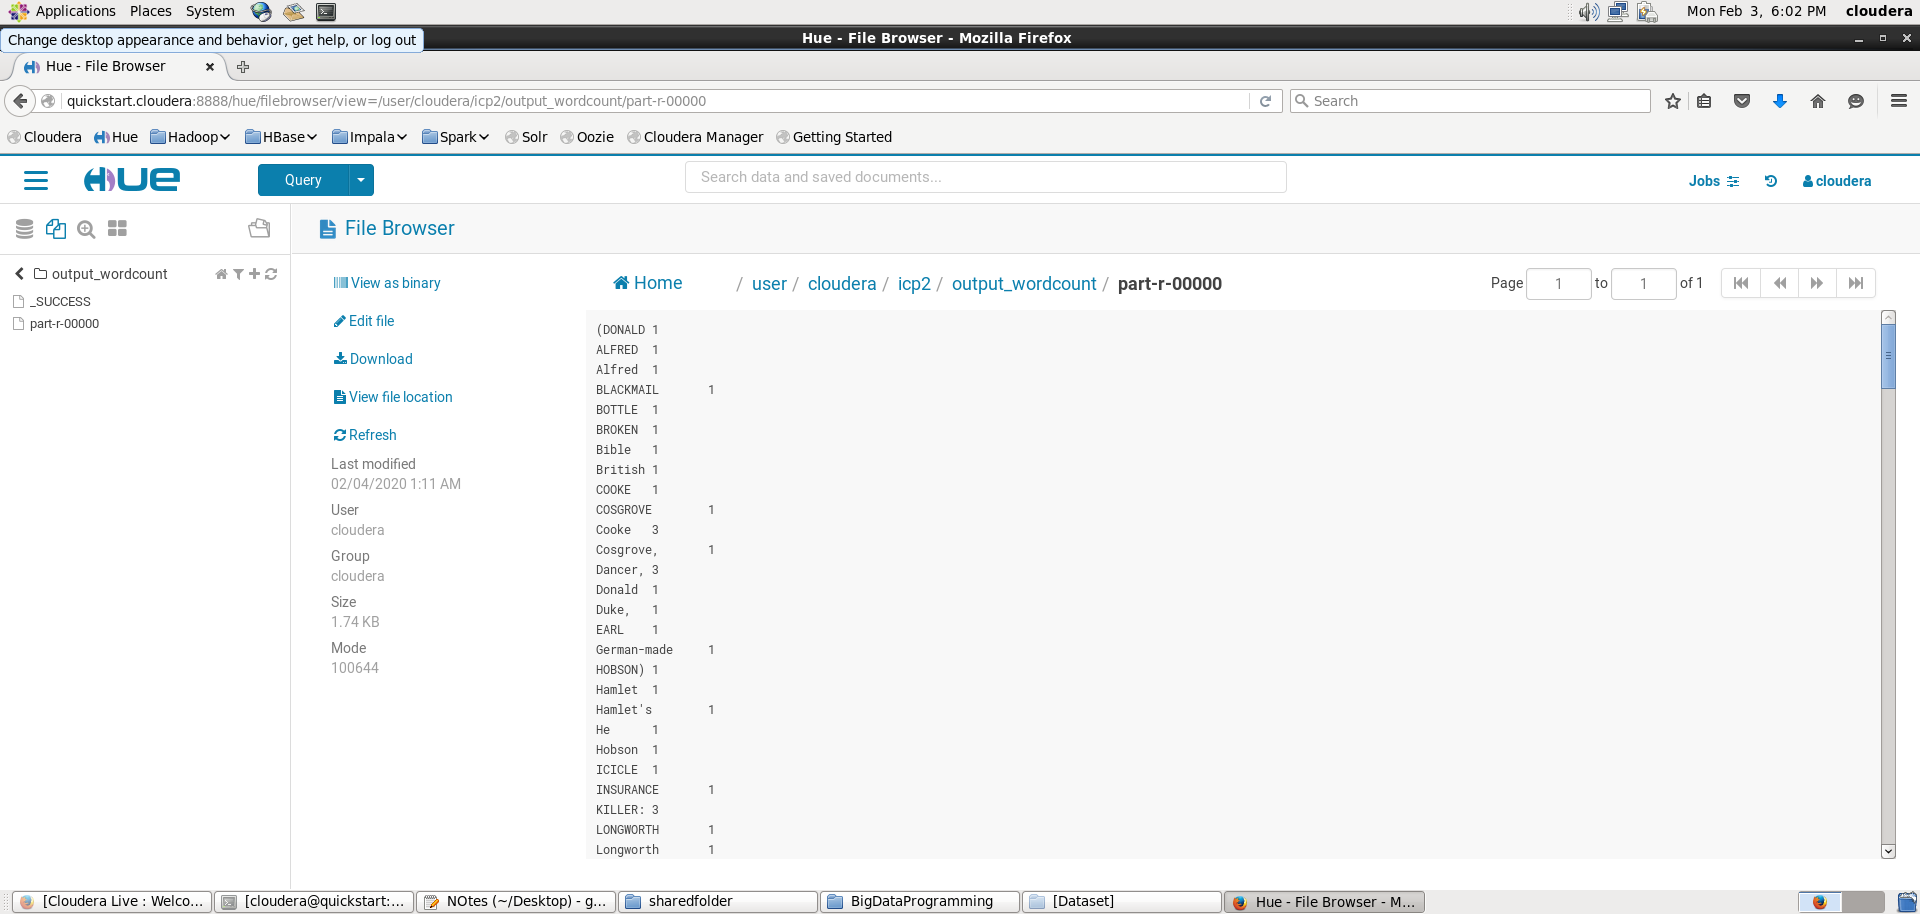 Applications Places System Mon Feb 3, 6:02 PM cloudera
Change desktop appearance and behavior, get help, or log out
Hue - File Browser - Mozilla Firefox
Hue - File Browser
quickstart.cloudera:8888/hue/filebrowser/view=/user/cloudera/icp2/output_wordcount/part-r-00000 Search
Cloudera Hue Hadoop HBase Impala Spark Solr Oozie Cloudera Manager Getting Started
HUE Query Search data and saved documents... Jobs cloudera
File Browser
output_wordcount
_SUCCESS
part-r-00000
View as binary
Edit file
Download
View file location
Refresh
Last modified
02/04/2020 1:11 AM
User
cloudera
Group
cloudera
Size
1.74 KB
Mode
100644
Home / user / cloudera / icp2 / output_wordcount / part-r-00000 Page 1 to 1 of 1
(DONALD 1
ALFRED 1
Alfred 1
BLACKMAIL 1
BOTTLE 1
BROKEN 1
Bible 1
British 1
COOKE 1
COSGROVE 1
Cooke 3
Cosgrove, 1
Dancer, 3
Donald 1
Duke, 1
EARL 1
German-made 1
HOBSON) 1
Hamlet 1
Hamlet's 1
He 1
Hobson 1
ICICLE 1
INSURANCE 1
KILLER: 3
LONGWORTH 1
Longworth 1
[Cloudera Live : Welco... [cloudera@quickstart:... NOtes (~/Desktop) - g... sharedfolder BigDataProgramming [Dataset] Hue - File Browser - M...